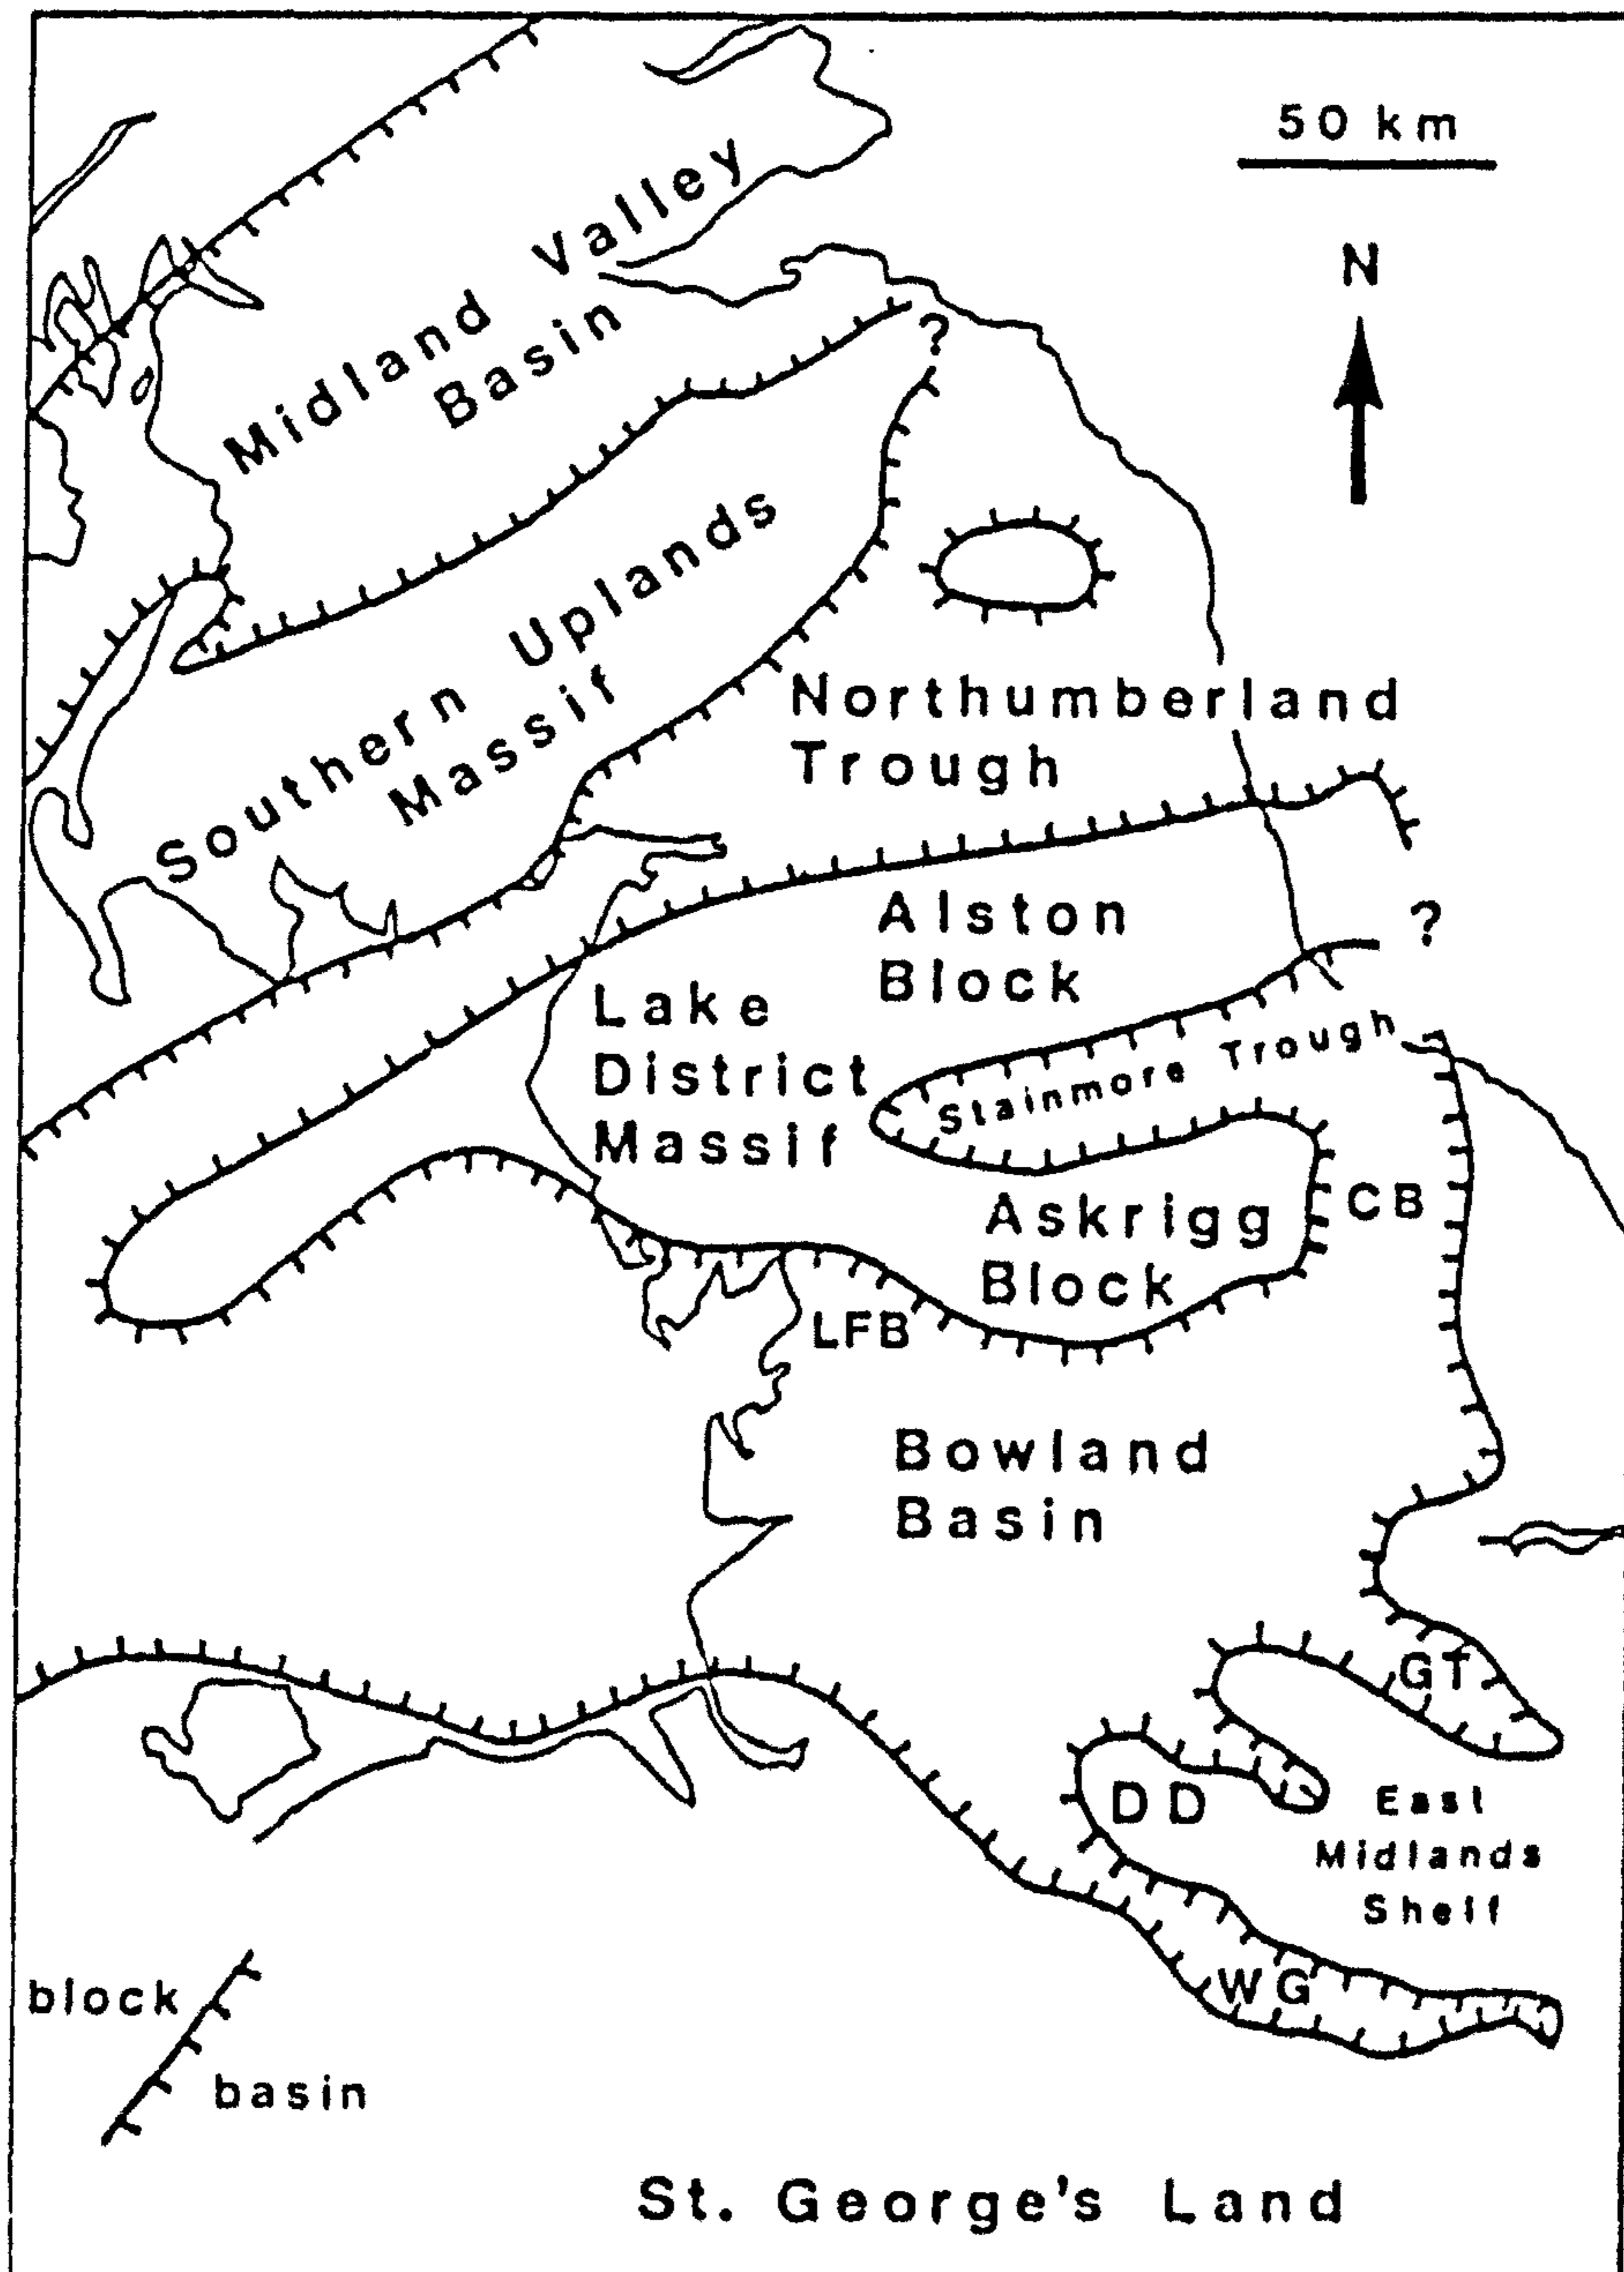 50 km
N
Midland Valley
Basin
?
Southern Uplands
Massif
Northumberland
Trough
Alston
Block
?
Lake
District
Massif
Stainmore Trough
Askrigg
Block
CB
LFB
Bowland
Basin
GT
DD
East
Midlands
Shelf
WG
block
basin
St. George's Land